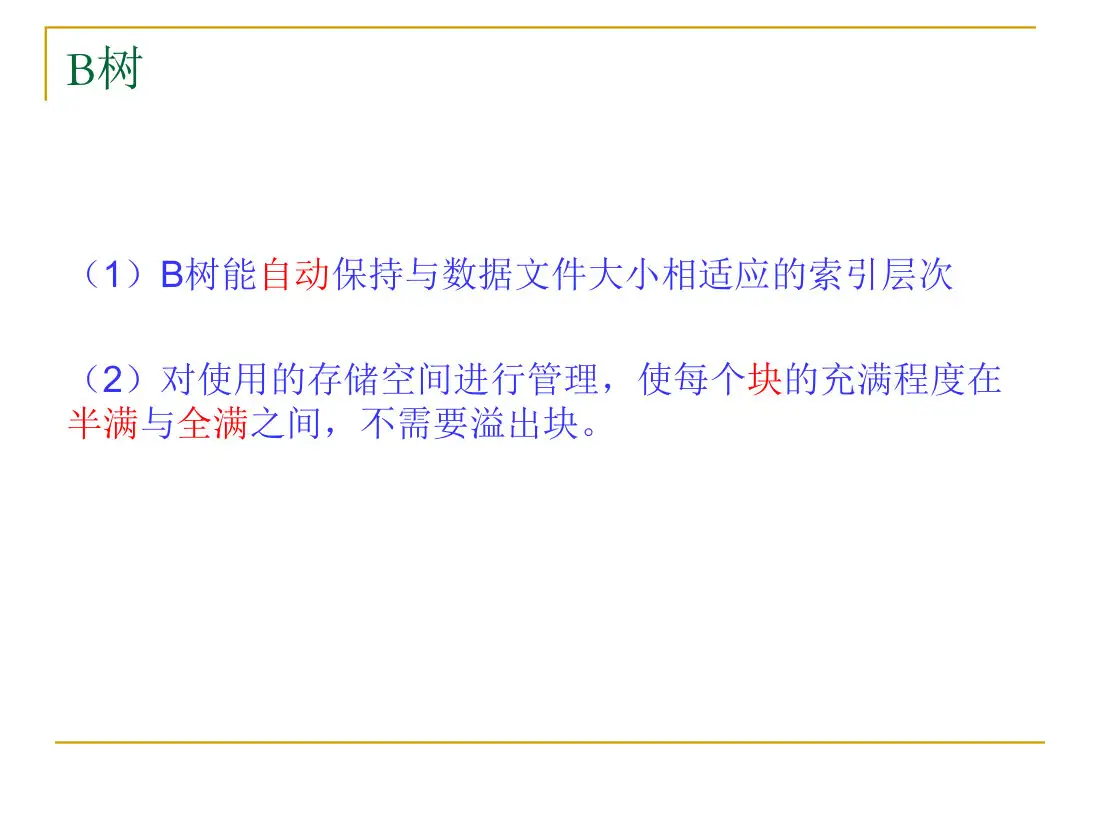 B树
（1）B树能自动保持与数据文件大小相适应的索引层次
（2）对使用的存储空间进行管理，使每个块的充满程度在
半满与全满之间，不需要溢出块。